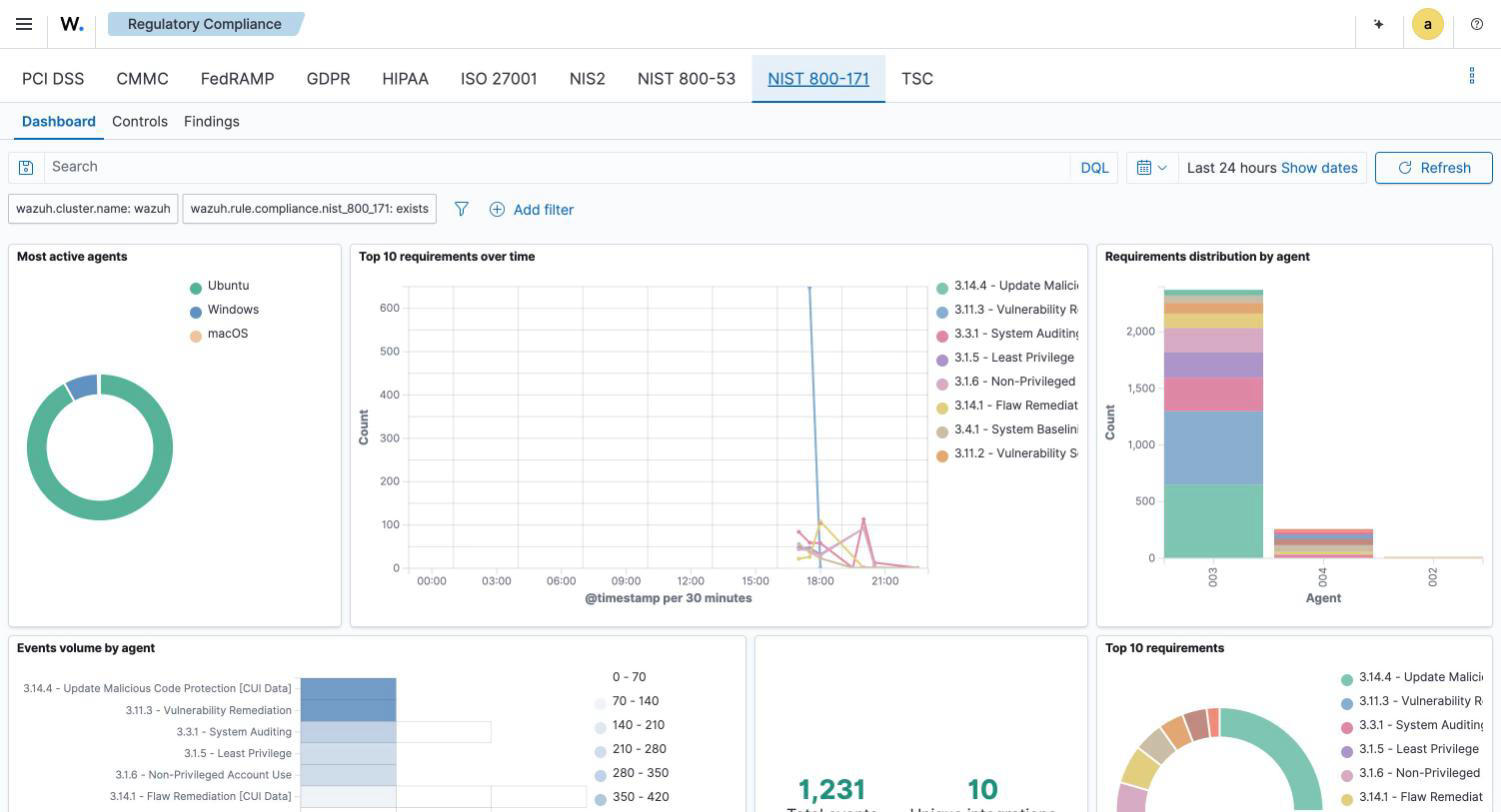 W.
Regulatory Compliance
a
PCI DSS
CMMC
FedRAMP
GDPR
HIPAA
ISO 27001
NIS2
NIST 800-53
NIST 800-171
TSC
Dashboard
Controls
Findings
Search
DQL
Last 24 hours Show dates
Refresh
wazuh.cluster.name: wazuh
wazuh.rule.compliance.nist_800_171: exists
Add filter
Most active agents
Ubuntu
Windows
macOS
Top 10 requirements over time
Count
600
500
400
300
200
100
0
00:00
03:00
06:00
09:00
12:00
15:00
18:00
21:00
@timestamp per 30 minutes
3.14.4 - Update Malici
3.11.3 - Vulnerability R
3.3.1 - System Auditing
3.1.5 - Least Privilege
3.1.6 - Non-Privileged
3.14.1 - Flaw Remediat
3.4.1 - System Baselin
3.11.2 - Vulnerability S
Requirements distribution by agent
Count
2,000
1,500
1,000
500
0
003
004
002
Agent
Events volume by agent
3.14.4 - Update Malicious Code Protection [CUI Data]
3.11.3 - Vulnerability Remediation
3.3.1 - System Auditing
3.1.5 - Least Privilege
3.1.6 - Non-Privileged Account Use
3.14.1 - Flaw Remediation [CUI Data]
0 - 70
70 - 140
140 - 210
210 - 280
280 - 350
350 - 420
1,231
Total events
10
Unique integrations
Top 10 requirements
3.14.4 - Update Malici
3.11.3 - Vulnerability R
3.3.1 - System Auditing
3.1.5 - Least Privilege
3.1.6 - Non-Privileged
3.14.1 - Flaw Remediat